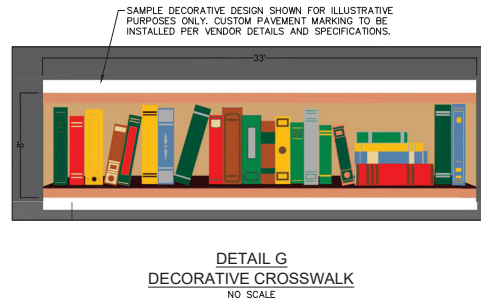 SAMPLE DECORATIVE DESIGN SHOWN FOR ILLUSTRATIVE
PURPOSES ONLY. CUSTOM PAVEMENT MARKING TO BE
INSTALLED PER VENDOR DETAILS AND SPECIFICATIONS.
33'
8'
DETAIL G
DECORATIVE CROSSWALK
NO SCALE